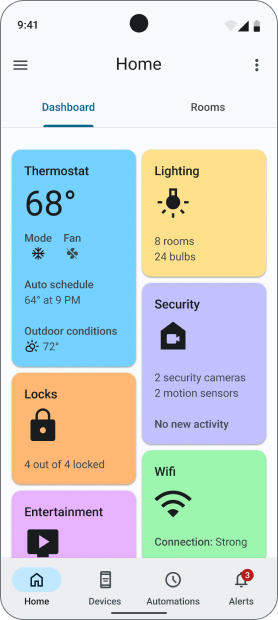 9:41
Home
Dashboard
Rooms
Thermostat
68°
Mode
Fan
Auto schedule
64° at 9 PM
Outdoor conditions
72°
Lighting
8 rooms
24 bulbs
Security
2 security cameras
2 motion sensors
No new activity
Locks
4 out of 4 locked
Wifi
Connection: Strong
Entertainment
Home
Devices
Automations
3
Alerts